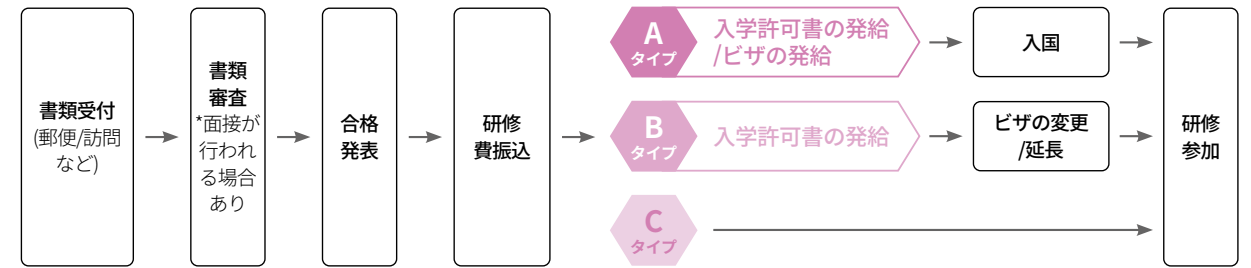 書類受付
(郵便/訪問
など)
書類
審査
*面接が
行われ
る場合
あり
合格
発表
研修
費振込
A
タイプ
入学許可書の発給
/ビザの発給
入国
B
タイプ
入学許可書の発給
ビザの変更
/延長
C
タイプ
研修
参加